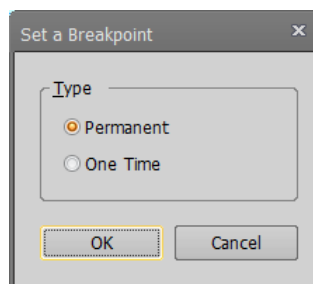 Set a Breakpoint
Type
Permanent
One Time
OK Cancel